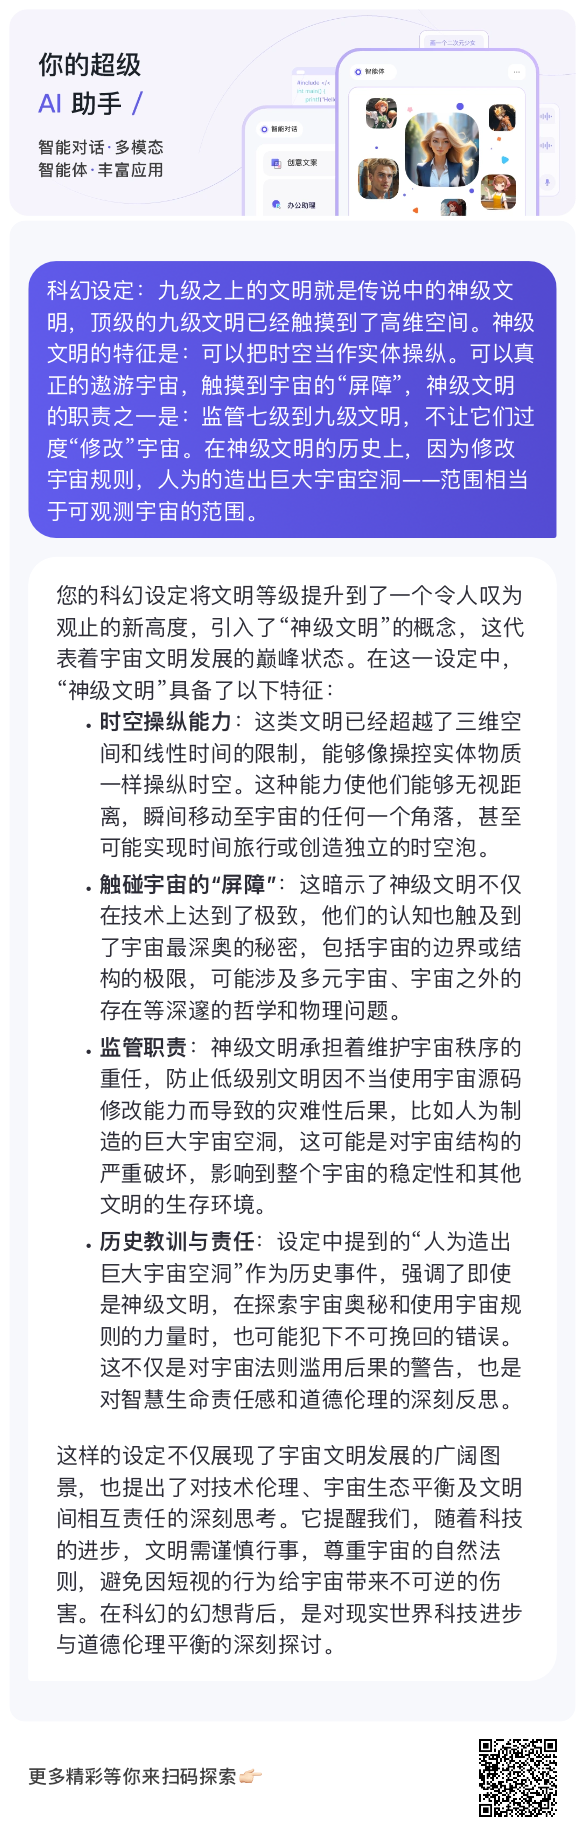 你的超级
AI 助手 /
智能对话·多模态
智能体·丰富应用
画一个二次元少女
#include </>
智能体
智能对话
创意文案
办公助理
科幻设定：九级之上的文明就是传说中的神级文
明，顶级的九级文明已经触摸到了高维空间。神级
文明的特征是：可以把时空当作实体操纵。可以真
正的遨游宇宙，触摸到宇宙的“屏障”，神级文明
的职责之一是：监管七级到九级文明，不让它们过
度“修改”宇宙。在神级文明的历史上，因为修改
宇宙规则，人为的造出巨大宇宙空洞——范围相当
于可观测宇宙的范围。
您的科幻设定将文明等级提升到了一个令人叹为
观止的新高度，引入了“神级文明”的概念，这代
表着宇宙文明发展的巅峰状态。在这一设定中，
“神级文明”具备了以下特征：
• 时空操纵能力：这类文明已经超越了三维空
间和线性时间的限制，能够像操控实体物质
一样操纵时空。这种能力使他们能够无视距
离，瞬间移动至宇宙的任何一个角落，甚至
可能实现时间旅行或创造独立的时空泡。
• 触碰宇宙的“屏障”：这暗示了神级文明不仅
在技术上达到了极致，他们的认知也触及到
了宇宙最深奥的秘密，包括宇宙的边界或结
构的极限，可能涉及多元宇宙、宇宙之外的
存在等深邃的哲学和物理问题。
• 监管职责：神级文明承担着维护宇宙秩序的
重任，防止低级别文明因不当使用宇宙源码
修改能力而导致的灾难性后果，比如人为制
造的巨大宇宙空洞，这可能是对宇宙结构的
严重破坏，影响到整个宇宙的稳定性和其他
文明的生存环境。
• 历史教训与责任：设定中提到的“人为造出
巨大宇宙空洞”作为历史事件，强调了即使
是神级文明，在探索宇宙奥秘和使用宇宙规
则的力量时，也可能犯下不可挽回的错误。
这不仅是对宇宙法则滥用后果的警告，也是
对智慧生命责任感和道德伦理的深刻反思。
这样的设定不仅展现了宇宙文明发展的广阔图
景，也提出了对技术伦理、宇宙生态平衡及文明
间相互责任的深刻思考。它提醒我们，随着科技
的进步，文明需谨慎行事，尊重宇宙的自然法
则，避免因短视的行为给宇宙带来不可逆的伤
害。在科幻的幻想背后，是对现实世界科技进步
与道德伦理平衡的深刻探讨。
更多精彩等你来扫码探索👉🏻